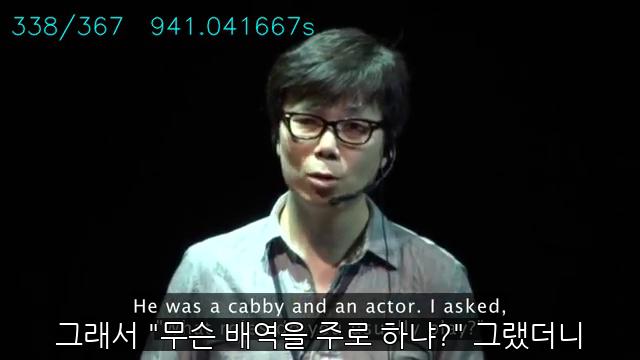 338/367 941.041667s
He was a cabby and an actor. I asked,
그래서 "무슨 배역을 주로 하냐?" 그랬더니